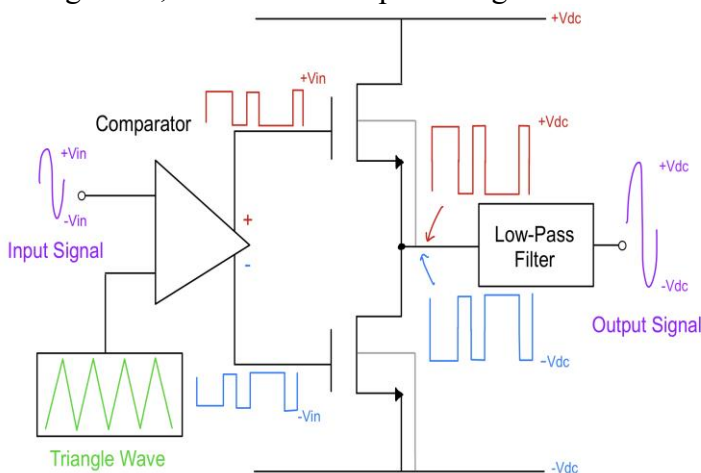 +Vdc
+Vin
Comparator
+Vdc
+Vin
+Vdc
-Vin
+
Low-Pass
Filter
Input Signal
-
-Vdc
Output Signal
-Vdc
-Vin
Triangle Wave
-Vdc